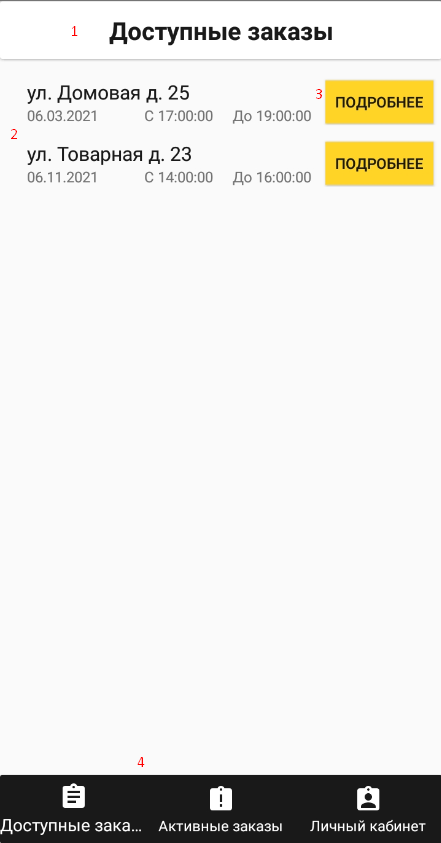 1 Доступные заказы
ул. Домовая д. 25
3 ПОДРОБНЕЕ
06.03.2021 С 17:00:00 До 19:00:00
2
ул. Товарная д. 23
ПОДРОБНЕЕ
06.11.2021 С 14:00:00 До 16:00:00
4
Доступные зака... Активные заказы Личный кабинет